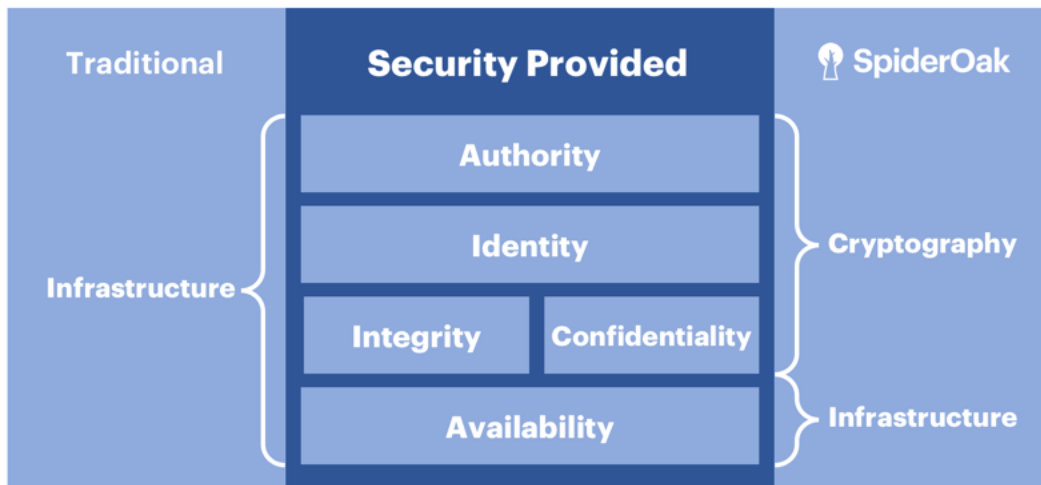 Traditional
Security Provided
SpiderOak
Authority
Identity
Cryptography
Infrastructure
Integrity
Confidentiality
Availability
Infrastructure